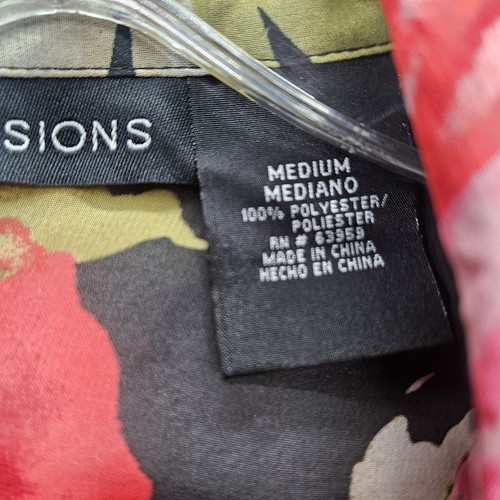 SIONS
MEDIUM
MEDIANO
100% POLYESTER/
POLIESTER
RN # 63959
MADE IN CHINA
HECHO EN CHINA